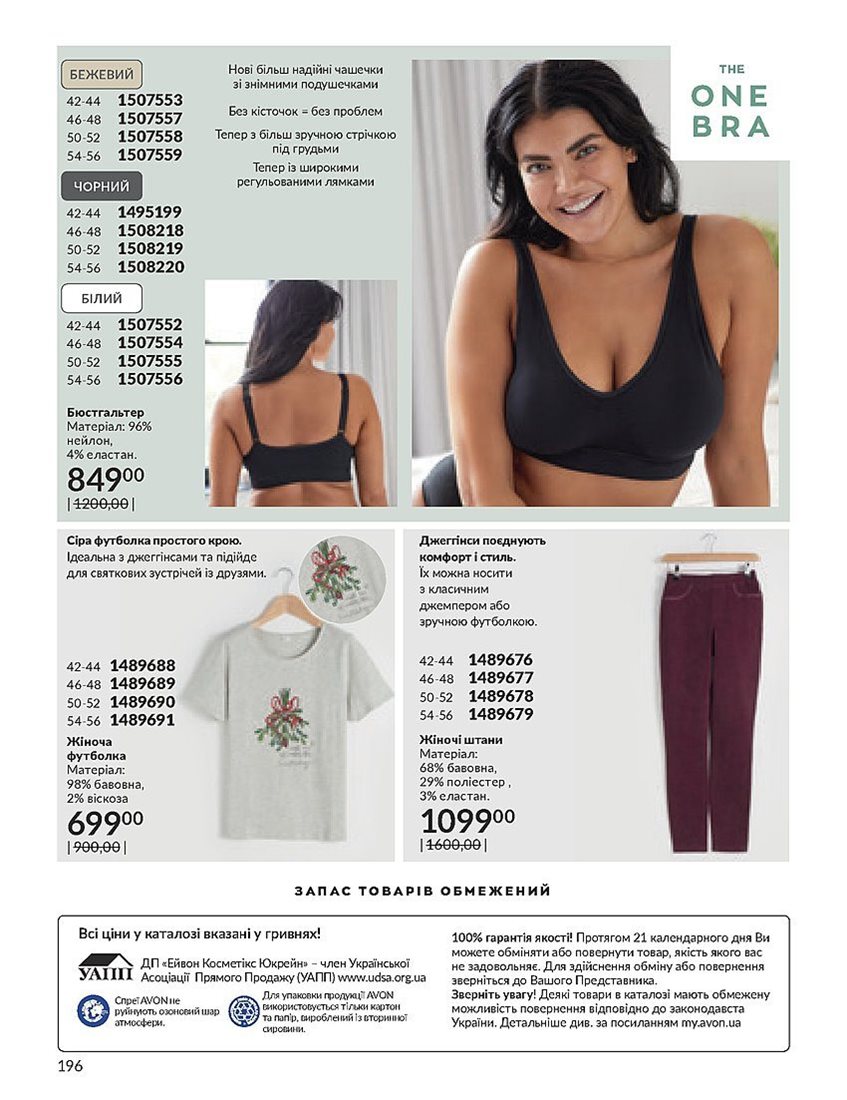 БЕЖЕВИЙ
42-44 1507553
46-48 1507557
50-52 1507558
54-56 1507559
ЧОРНИЙ
42-44 1495199
46-48 1508218
50-52 1508219
54-56 1508220
БІЛИЙ
42-44 1507552
46-48 1507554
50-52 1507555
54-56 1507556
Бюстгальтер
Матеріал: 96%
нейлон,
4% еластан.
849⁰⁰
|1200,00|
Нові більш надійні чашечки
зі знімними подушечками
Без кісточок = без проблем
Тепер з більш зручною стрічкою
під грудьми
Тепер із широкими
регульованими лямками
THE
ONE
BRA
Сіра футболка простого крою.
Ідеальна з джеггінсами та підійде
для святкових зустрічей із друзями.
42-44 1489688
46-48 1489689
50-52 1489690
54-56 1489691
Жіноча
футболка
Матеріал:
98% бавовна,
2% віскоза
699⁰⁰
|900,00|
Джеггінси поєднують
комфорт і стиль.
Їх можна носити
з класичним
джемпером або
зручною футболкою.
42-44 1489676
46-48 1489677
50-52 1489678
54-56 1489679
Жіночі штани
Матеріал:
68% бавовна,
29% поліестер ,
3% еластан.
1099⁰⁰
|1600,00|
ЗАПАС ТОВАРІВ ОБМЕЖЕНИЙ
Всі ціни у каталозі вказані у гривнях!
УАПП
ДП «Ейвон Косметікс Юкрейн» – член Української
Асоціації Прямого Продажу (УАПП) www.udsa.org.ua
Спреї AVON не
руйнують озоновий шар
атмосфери.
Для упаковки продукції AVON
використовується тільки картон
та папір, вироблений із вторинної
сировини.
100% гарантія якості! Протягом 21 календарного дня Ви
можете обміняти або повернути товар, якість якого вас
не задовольняє. Для здійснення обміну або повернення
зверніться до Вашого Представника.
Зверніть увагу! Деякі товари в каталозі мають обмежену
можливість повернення відповідно до законодавста
України. Детальніше див. за посиланням my.avon.ua
196